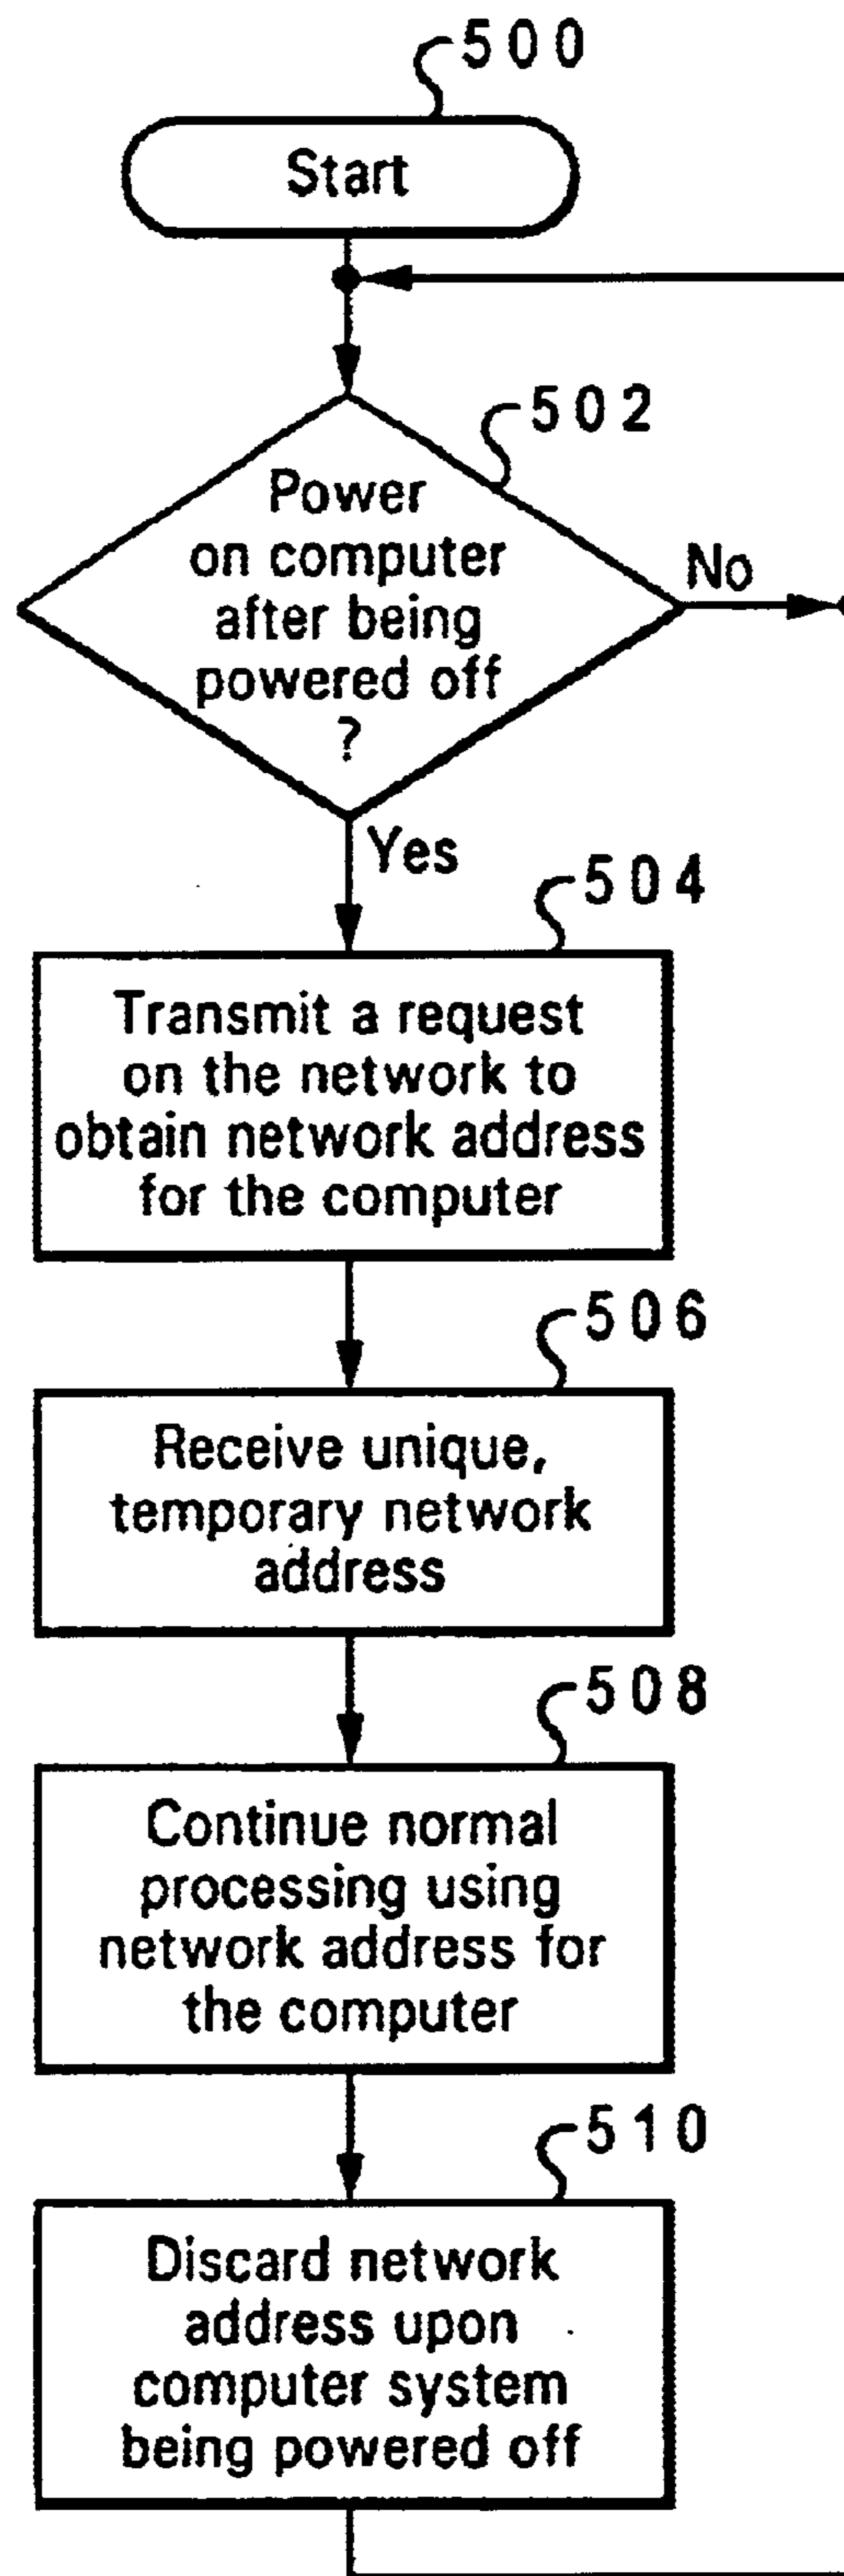 500
Start
502
Power
on computer
after being
powered off
?
No
Yes
504
Transmit a request
on the network to
obtain network address
for the computer
506
Receive unique,
temporary network
address
508
Continue normal
processing using
network address for
the computer
510
Discard network
address upon
computer system
being powered off